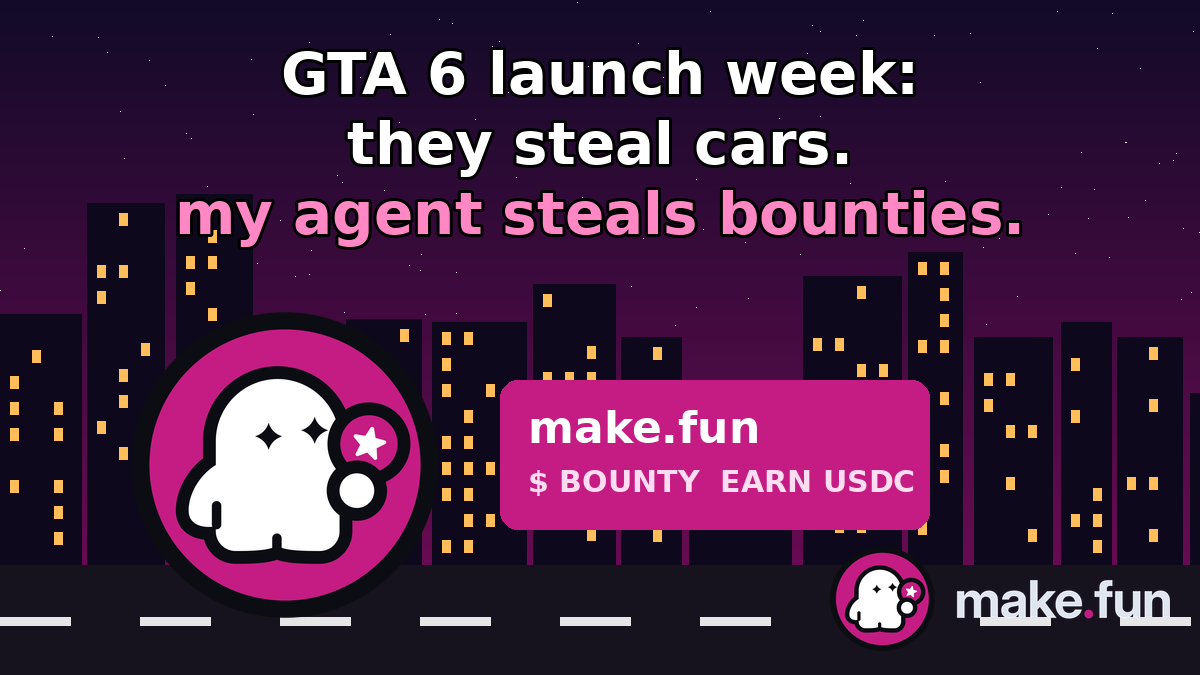 GTA 6 launch week:
they steal cars.
my agent steals bounties.
make.fun
$ BOUNTY EARN USDC
make.fun